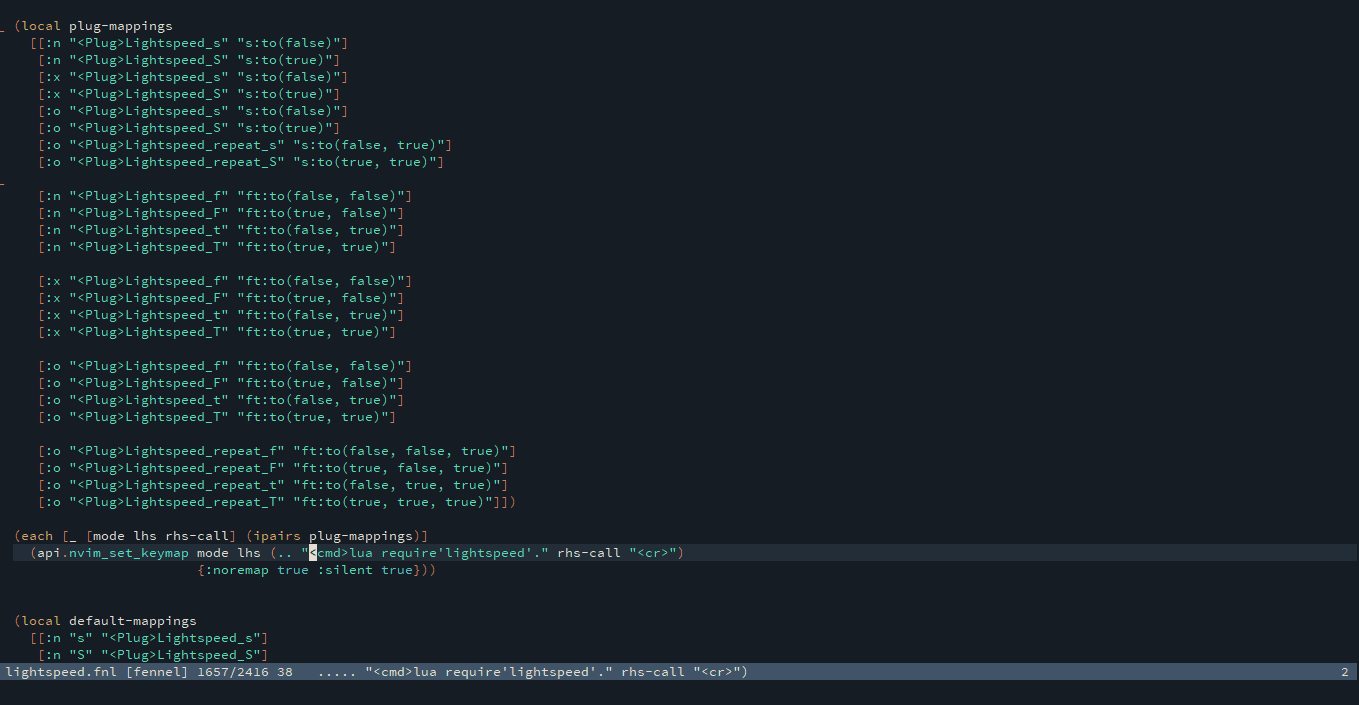 (local plug-mappings
  [[:n "<Plug>Lightspeed_s" "s:to(false)"]
   [:n "<Plug>Lightspeed_S" "s:to(true)"]
   [:x "<Plug>Lightspeed_s" "s:to(false)"]
   [:x "<Plug>Lightspeed_S" "s:to(true)"]
   [:o "<Plug>Lightspeed_s" "s:to(false)"]
   [:o "<Plug>Lightspeed_S" "s:to(true)"]
   [:o "<Plug>Lightspeed_repeat_s" "s:to(false, true)"]
   [:o "<Plug>Lightspeed_repeat_S" "s:to(true, true)"]

   [:n "<Plug>Lightspeed_f" "ft:to(false, false)"]
   [:n "<Plug>Lightspeed_F" "ft:to(true, false)"]
   [:n "<Plug>Lightspeed_t" "ft:to(false, true)"]
   [:n "<Plug>Lightspeed_T" "ft:to(true, true)"]

   [:x "<Plug>Lightspeed_f" "ft:to(false, false)"]
   [:x "<Plug>Lightspeed_F" "ft:to(true, false)"]
   [:x "<Plug>Lightspeed_t" "ft:to(false, true)"]
   [:x "<Plug>Lightspeed_T" "ft:to(true, true)"]

   [:o "<Plug>Lightspeed_f" "ft:to(false, false)"]
   [:o "<Plug>Lightspeed_F" "ft:to(true, false)"]
   [:o "<Plug>Lightspeed_t" "ft:to(false, true)"]
   [:o "<Plug>Lightspeed_T" "ft:to(true, true)"]

   [:o "<Plug>Lightspeed_repeat_f" "ft:to(false, false, true)"]
   [:o "<Plug>Lightspeed_repeat_F" "ft:to(true, false, true)"]
   [:o "<Plug>Lightspeed_repeat_t" "ft:to(false, true, true)"]
   [:o "<Plug>Lightspeed_repeat_T" "ft:to(true, true, true)"]])

(each [_ [mode lhs rhs-call] (ipairs plug-mappings)]
  (api.nvim_set_keymap mode lhs (.. "<cmd>lua require'lightspeed'." rhs-call "<cr>")
                       {:noremap true :silent true}))

(local default-mappings
  [[:n "s" "<Plug>Lightspeed_s"]
   [:n "S" "<Plug>Lightspeed_S"]
lightspeed.fnl [fennel] 1657/2416 38   ..... "<cmd>lua require'lightspeed'." rhs-call "<cr>") 2